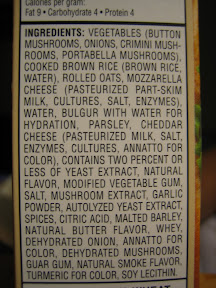 Calories per gram:
Fat 9 • Carbohydrate 4 • Protein 4
INGREDIENTS: VEGETABLES (BUTTON
MUSHROOMS, ONIONS, CRIMINI MUSH-
ROOMS, PORTABELLA MUSHROOMS),
COOKED BROWN RICE (BROWN RICE,
WATER), ROLLED OATS, MOZZARELLA
CHEESE (PASTEURIZED PART-SKIM
MILK, CULTURES, SALT, ENZYMES),
WATER, BULGUR WITH WATER FOR
HYDRATION, PARSLEY, CHEDDAR
CHEESE (PASTEURIZED MILK, SALT,
ENZYMES, CULTURES, ANNATTO FOR
COLOR), CONTAINS TWO PERCENT OR
LESS OF YEAST EXTRACT, NATURAL
FLAVOR, MODIFIED VEGETABLE GUM,
SALT, MUSHROOM EXTRACT, GARLIC
POWDER, AUTOLYZED YEAST EXTRACT,
SPICES, CITRIC ACID, MALTED BARLEY,
NATURAL BUTTER FLAVOR, WHEY,
DEHYDRATED ONION, ANNATTO FOR
COLOR, DEHYDRATED MUSHROOMS,
GUAR GUM, NATURAL SMOKE FLAVOR,
TURMERIC FOR COLOR, SOY LECITHIN.